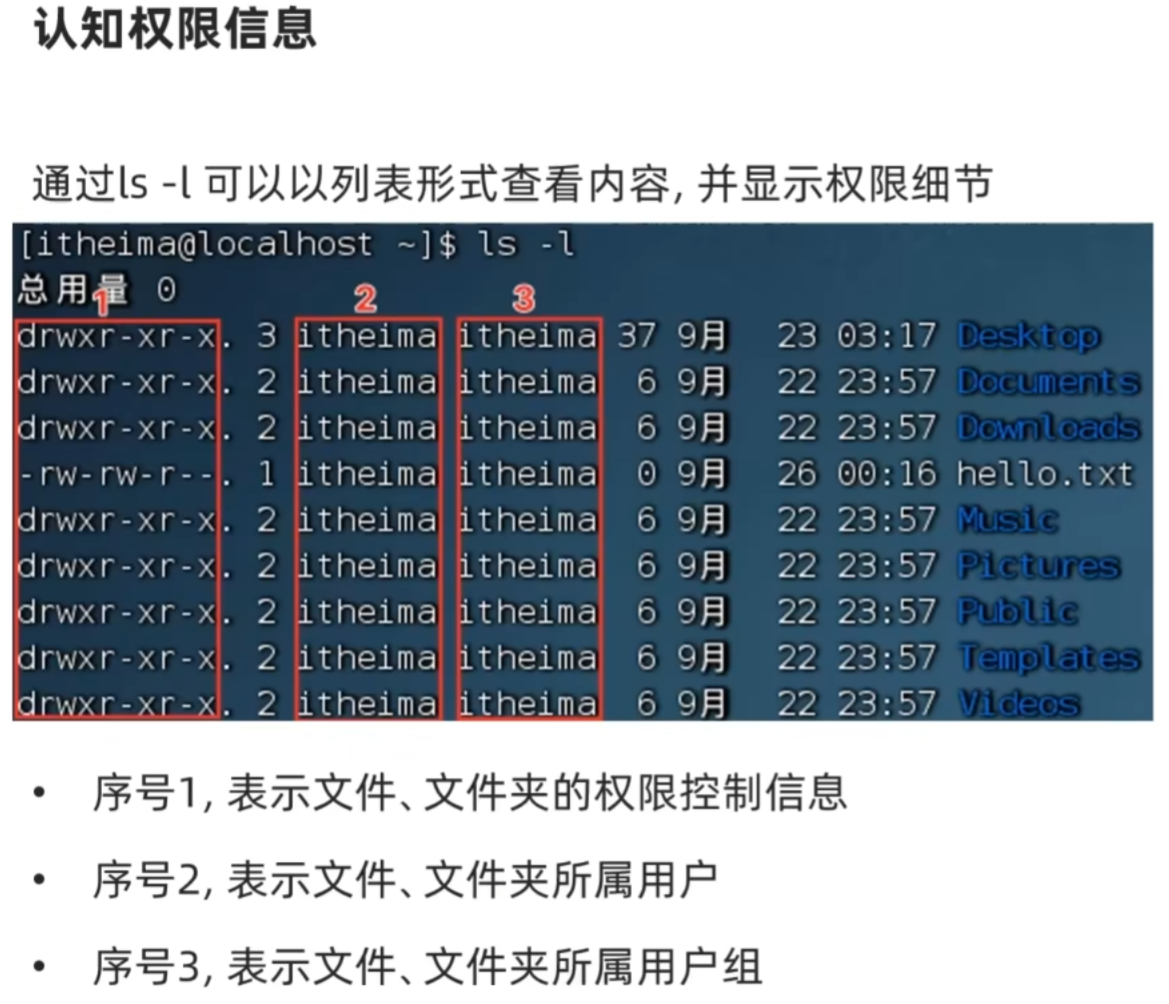 认知权限信息
通过ls -l 可以以列表形式查看内容, 并显示权限细节
[itheima@localhost ~]$ ls -l
总用量 0
1 2 3
drwxr-xr-x. 3 itheima itheima 37 9月 23 03:17 Desktop
drwxr-xr-x. 2 itheima itheima 6 9月 22 23:57 Documents
drwxr-xr-x. 2 itheima itheima 6 9月 22 23:57 Downloads
-rw-rw-r--. 1 itheima itheima 0 9月 26 00:16 hello.txt
drwxr-xr-x. 2 itheima itheima 6 9月 22 23:57 Music
drwxr-xr-x. 2 itheima itheima 6 9月 22 23:57 Pictures
drwxr-xr-x. 2 itheima itheima 6 9月 22 23:57 Public
drwxr-xr-x. 2 itheima itheima 6 9月 22 23:57 Templates
drwxr-xr-x. 2 itheima itheima 6 9月 22 23:57 Videos
• 序号1, 表示文件、文件夹的权限控制信息
• 序号2, 表示文件、文件夹所属用户
• 序号3, 表示文件、文件夹所属用户组